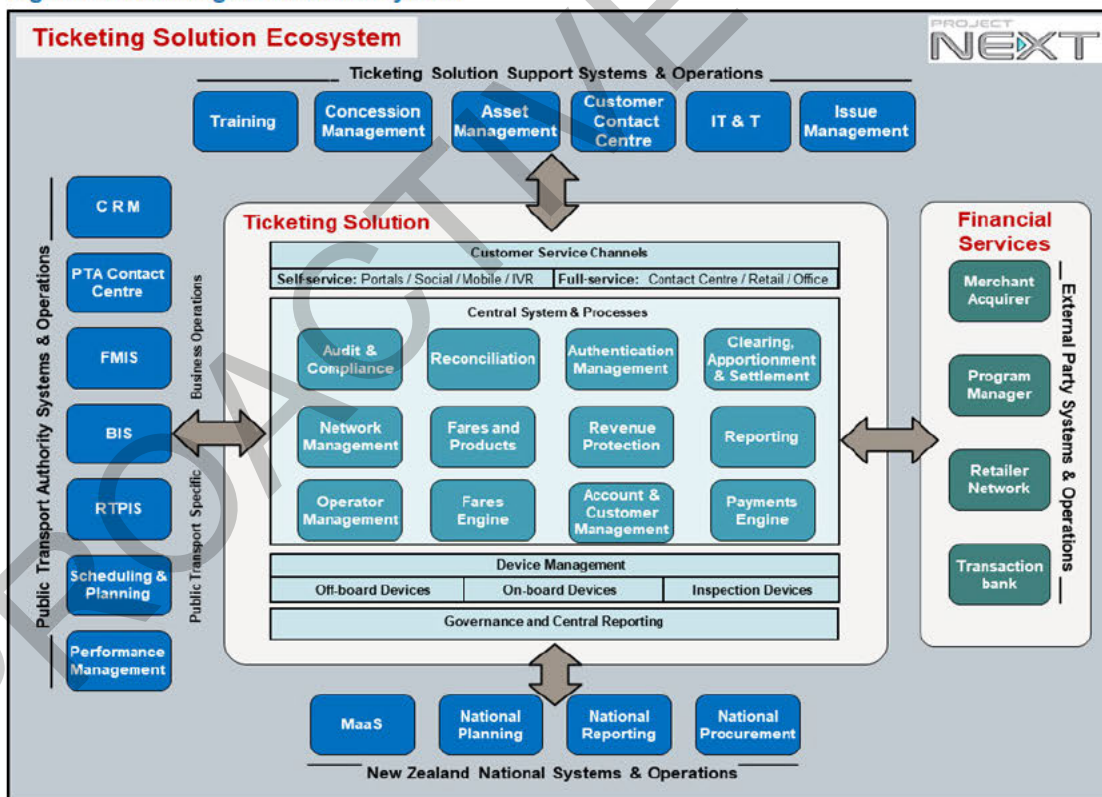 Ticketing Solution Ecosystem
PROJECT
NEXT
Ticketing Solution Support Systems & Operations
Training
Concession
Management
Asset
Management
Customer
Contact
Centre
IT & T
Issue
Management
Public Transport Authority Systems & Operations
CRM
PTA Contact
Centre
FMIS
BIS
RTPIS
Scheduling &
Planning
Performance
Management
Business Operations
Public Transport Specific
Ticketing Solution
Customer Service Channels
Self-service: Portals / Social / Mobile / IVR
Full-service: Contact Centre / Retail / Office
Central System & Processes
Audit &
Compliance
Reconciliation
Authentication
Management
Clearing,
Apportionment
& Settlement
Network
Management
Fares and
Products
Revenue
Protection
Reporting
Operator
Management
Fares
Engine
Account &
Customer
Management
Payments
Engine
Device Management
Off-board Devices
On-board Devices
Inspection Devices
Governance and Central Reporting
Financial
Services
Merchant
Acquirer
Program
Manager
Retailer
Network
Transaction
bank
External Party Systems & Operations
MaaS
National
Planning
National
Reporting
National
Procurement
New Zealand National Systems & Operations
PROACTIVE